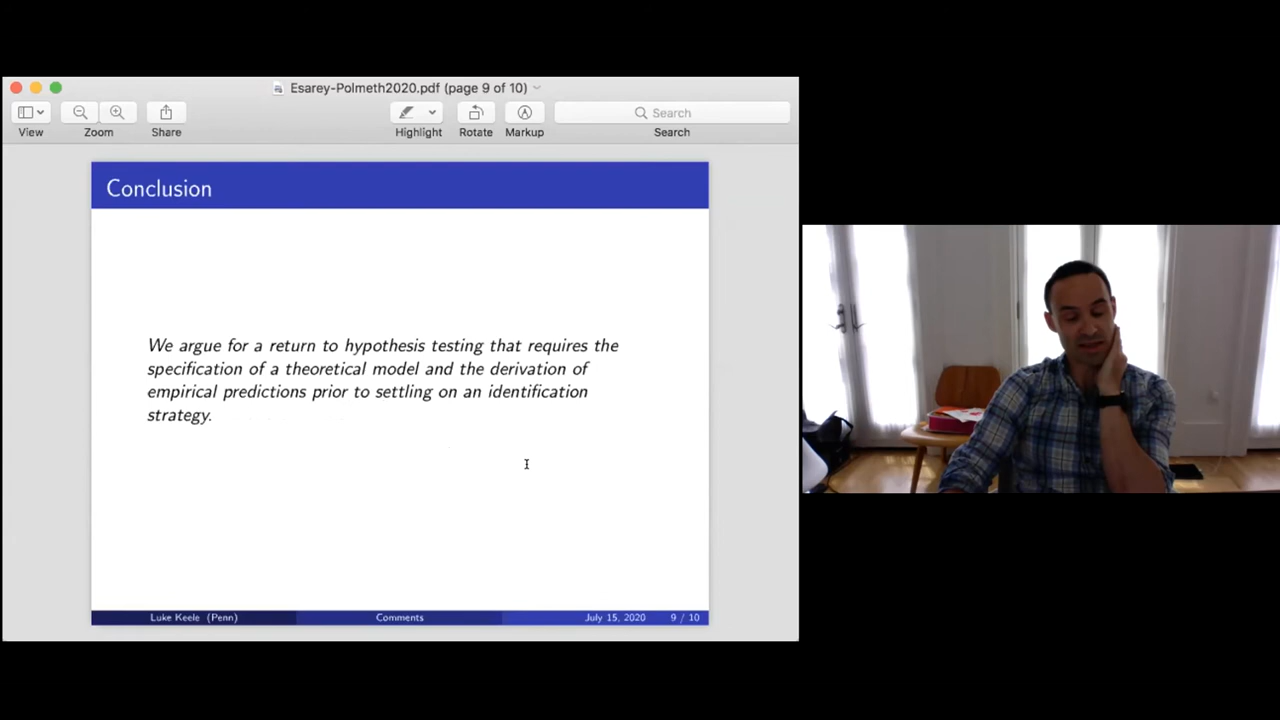 Esarey-Polmeth2020.pdf (page 9 of 10)
View
Zoom
Share
Highlight
Rotate
Markup
Search
Search
Conclusion
We argue for a return to hypothesis testing that requires the
specification of a theoretical model and the derivation of
empirical predictions prior to settling on an identification
strategy.
Luke Keele (Penn)
Comments
July 15, 2020
9 / 10